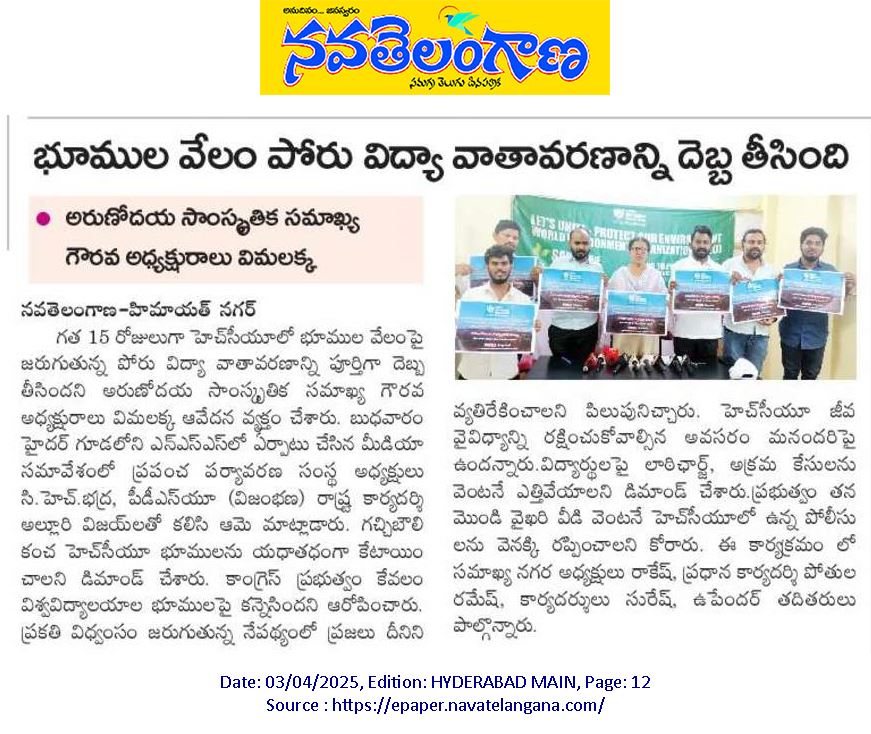 అనుదినం... జనస్వరం
నవతెలంగాణ
సమగ్ర తెలుగు దినపత్రిక
భూముల వేలం పోరు విద్యా వాతావరణాన్ని దెబ్బ తీసింది
● అరుణోదయ సాంస్కృతిక సమాఖ్య
గౌరవ అధ్యక్షురాలు విమలక్క
నవతెలంగాణ-హిమాయత్ నగర్
గత 15 రోజులుగా హెచ్‌సీయూలో భూముల వేలంపై
జరుగుతున్న పోరు విద్యా వాతావరణాన్ని పూర్తిగా దెబ్బ
తీసిందని అరుణోదయ సాంస్కృతిక సమాఖ్య గౌరవ
అధ్యక్షురాలు విమలక్క ఆవేదన వ్యక్తం చేశారు. బుధవారం
హైదర్ గూడలోని ఎన్ఎస్ఎస్‌లో ఏర్పాటు చేసిన మీడియా
సమావేశంలో ప్రపంచ పర్యావరణ సంస్థ అధ్యక్షులు
సి.హెచ్.భద్ర, పీడీఎస్‌యూ (విజంభణ) రాష్ట్ర కార్యదర్శి
అల్లూరి విజయ్‌లతో కలిసి ఆమె మాట్లాడారు. గచ్చిబౌలి
కంచ హెచ్‌సీయూ భూములను యధాతధంగా కేటాయిం
చాలని డిమాండ్ చేశారు. కాంగ్రెస్ ప్రభుత్వం కేవలం
విశ్వవిద్యాలయాల భూములపై కన్నెసిందని ఆరోపించారు.
ప్రకతి విధ్వంసం జరుగుతున్న నేపథ్యంలో ప్రజలు దీనిని
LET'S UNITE PROTECT OUR ENVIRONMENT
వ్యతిరేకించాలని పిలుపునిచ్చారు. హెచ్‌సీయూ జీవ
వైవిధ్యాన్ని రక్షించుకోవాల్సిన అవసరం మనందరిపై
ఉందన్నారు.విద్యార్థులపై లాఠీఛార్జ్, అక్రమ కేసులను
వెంటనే ఎత్తివేయాలని డిమాండ్ చేశారు.ప్రభుత్వం తన
మొండి వైఖరి వీడి వెంటనే హెచ్‌సీయూలో ఉన్న పోలీసు
లను వెనక్కి రప్పించాలని కోరారు. ఈ కార్యక్రమం లో
సమాఖ్య నగర అధ్యక్షులు రాకేష్, ప్రధాన కార్యదర్శి పోతుల
రమేష్, కార్యదర్శులు సురేష్, ఉపేందర్ తదితరులు
పాల్గొన్నారు.
Date: 03/04/2025, Edition: HYDERABAD MAIN, Page: 12
Source : https://epaper.navatelangana.com/